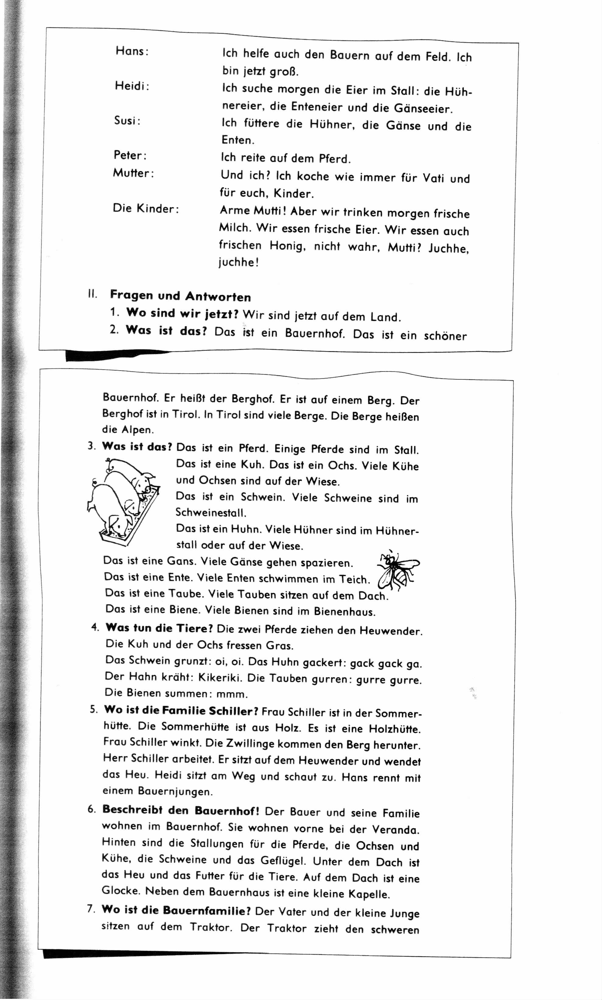 Hans: Ich helfe auch den Bauern auf dem Feld. Ich
bin jetzt groß.
Heidi: Ich suche morgen die Eier im Stall: die Hüh-
nereier, die Enteneier und die Gänseeier.
Susi: Ich füttere die Hühner, die Gänse und die
Enten.
Peter: Ich reite auf dem Pferd.
Mutter: Und ich? Ich koche wie immer für Vati und
für euch, Kinder.
Die Kinder: Arme Mutti! Aber wir trinken morgen frische
Milch. Wir essen frische Eier. Wir essen auch
frischen Honig, nicht wahr, Mutti? Juchhe,
juchhe!
II. Fragen und Antworten
1. Wo sind wir jetzt? Wir sind jetzt auf dem Land.
2. Was ist das? Das ist ein Bauernhof. Das ist ein schöner
Bauernhof. Er heißt der Berghof. Er ist auf einem Berg. Der
Berghof ist in Tirol. In Tirol sind viele Berge. Die Berge heißen
die Alpen.
3. Was ist das? Das ist ein Pferd. Einige Pferde sind im Stall.
Das ist eine Kuh. Das ist ein Ochs. Viele Kühe
und Ochsen sind auf der Wiese.
Das ist ein Schwein. Viele Schweine sind im
Schweinestall.
Das ist ein Huhn. Viele Hühner sind im Hühner-
stall oder auf der Wiese.
Das ist eine Gans. Viele Gänse gehen spazieren.
Das ist eine Ente. Viele Enten schwimmen im Teich.
Das ist eine Taube. Viele Tauben sitzen auf dem Dach.
Das ist eine Biene. Viele Bienen sind im Bienenhaus.
4. Was tun die Tiere? Die zwei Pferde ziehen den Heuwender.
Die Kuh und der Ochs fressen Gras.
Das Schwein grunzt: oi, oi. Das Huhn gackert: gack gack ga.
Der Hahn kräht: Kikeriki. Die Tauben gurren: gurre gurre.
Die Bienen summen: mmm.
5. Wo ist die Familie Schiller? Frau Schiller ist in der Sommer-
hütte. Die Sommerhütte ist aus Holz. Es ist eine Holzhütte.
Frau Schiller winkt. Die Zwillinge kommen den Berg herunter.
Herr Schiller arbeitet. Er sitzt auf dem Heuwender und wendet
das Heu. Heidi sitzt am Weg und schaut zu. Hans rennt mit
einem Bauernjungen.
6. Beschreibt den Bauernhof! Der Bauer und seine Familie
wohnen im Bauernhof. Sie wohnen vorne bei der Veranda.
Hinten sind die Stallungen für die Pferde, die Ochsen und
Kühe, die Schweine und das Geflügel. Unter dem Dach ist
das Heu und das Futter für die Tiere. Auf dem Dach ist eine
Glocke. Neben dem Bauernhaus ist eine kleine Kapelle.
7. Wo ist die Bauernfamilie? Der Vater und der kleine Junge
sitzen auf dem Traktor. Der Traktor zieht den schweren